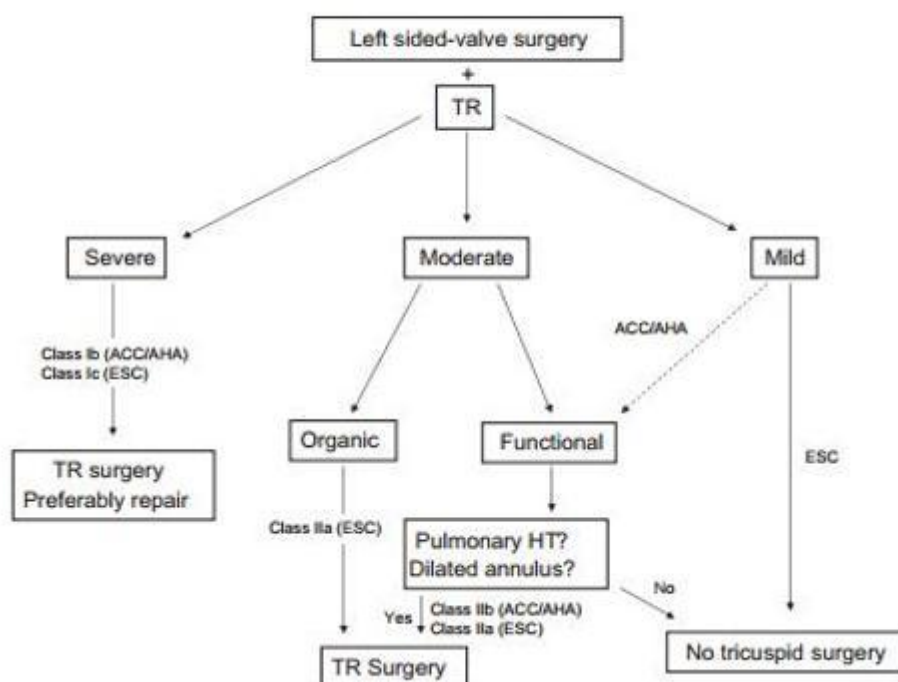 Left sided-valve surgery
+
TR
Severe
Moderate
Mild
ACC/AHA
Class Ib (ACC/AHA)
Class Ic (ESC)
Organic
Functional
ESC
TR surgery
Preferably repair
Class IIa (ESC)
Pulmonary HT?
Dilated annulus?
No
Yes
Class IIb (ACC/AHA)
Class IIa (ESC)
TR Surgery
No tricuspid surgery